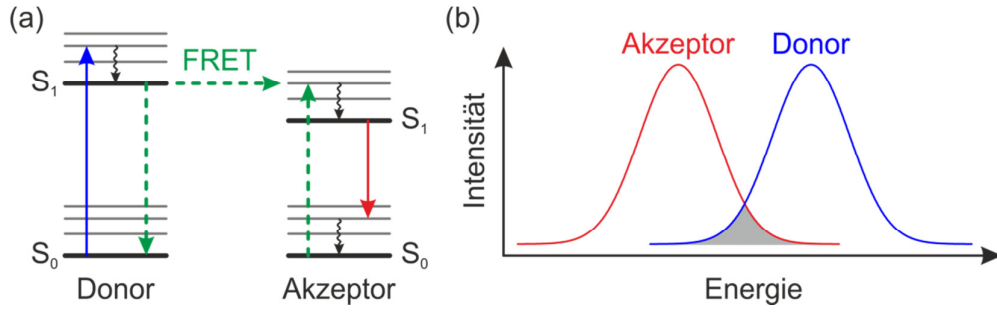 (a)
FRET
S₁
S₁
S₀
S₀
Donor
Akzeptor
(b)
Akzeptor
Donor
Intensität
Energie